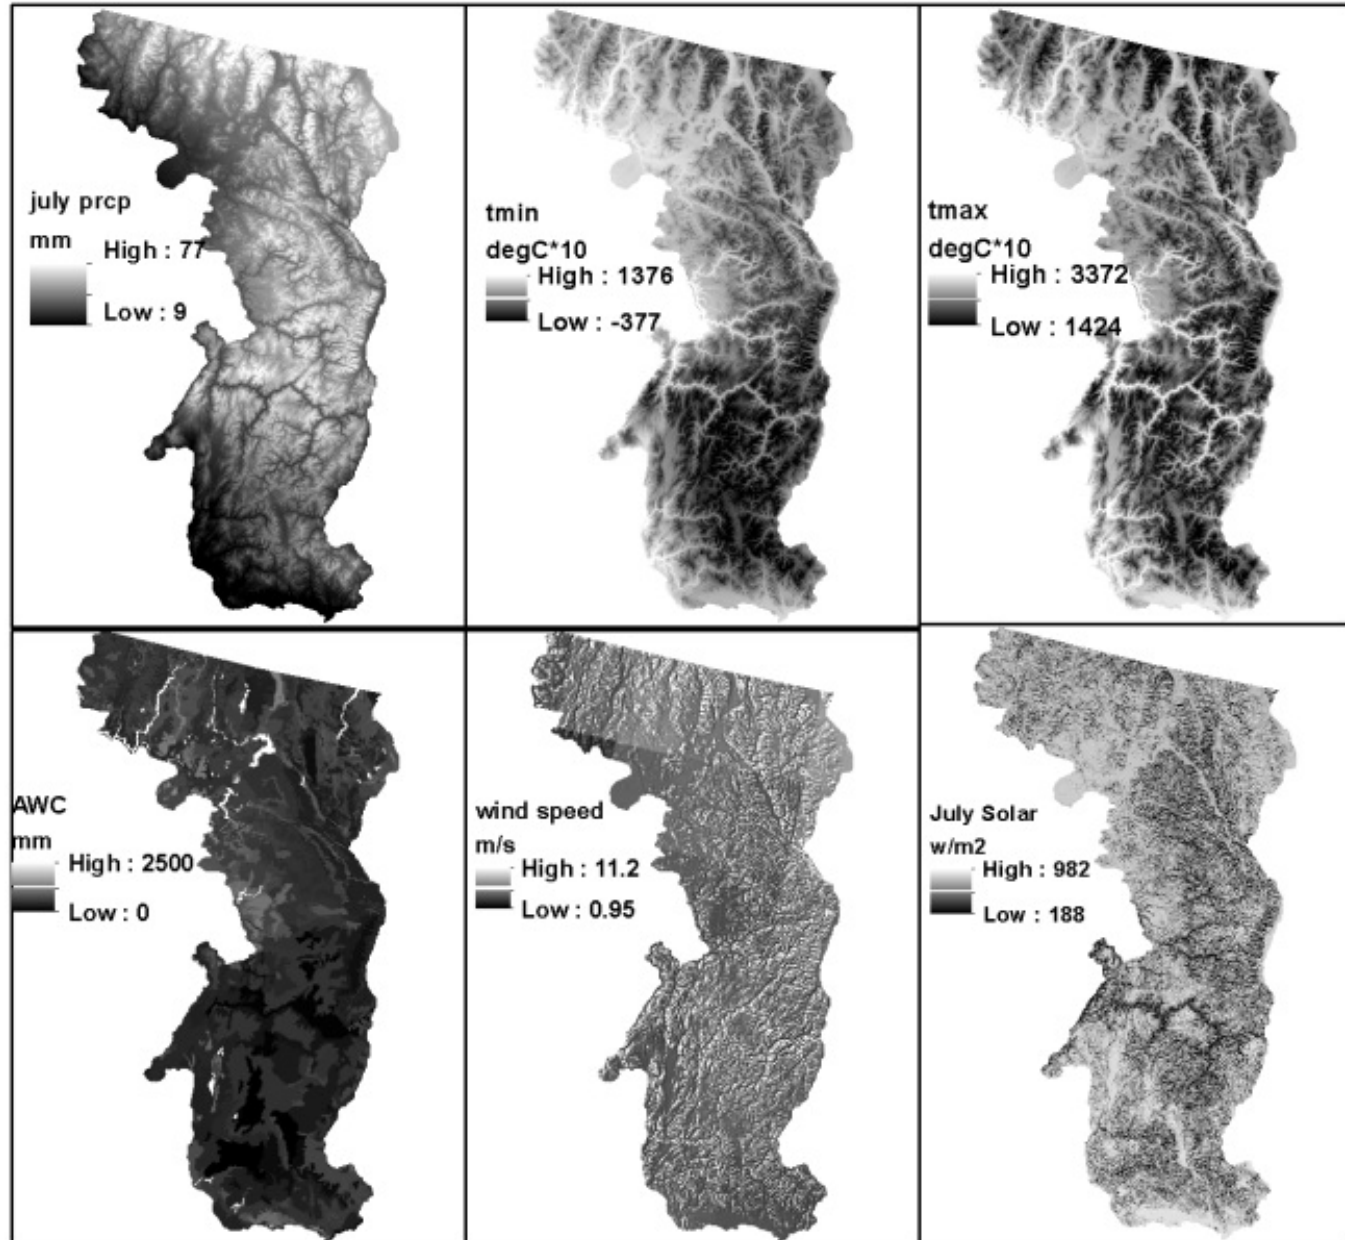 july prcp
mm
High : 77
Low : 9
tmin
degC*10
High : 1376
Low : -377
tmax
degC*10
High : 3372
Low : 1424
AWC
mm
High : 2500
Low : 0
wind speed
m/s
High : 11.2
Low : 0.95
July Solar
w/m2
High : 982
Low : 188